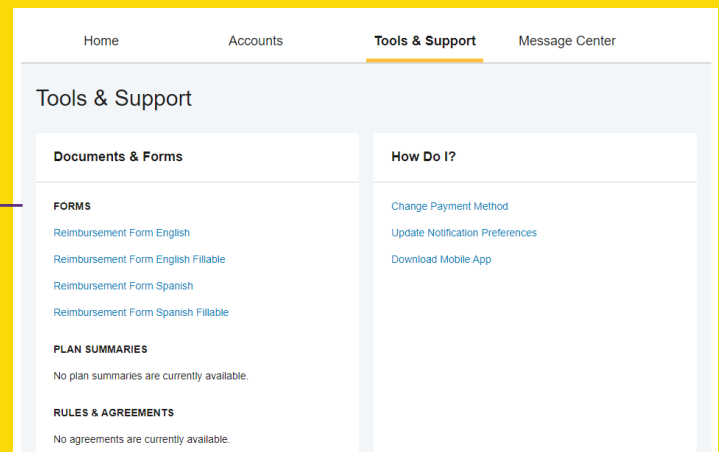 Home Accounts Tools & Support Message Center
Tools & Support
Documents & Forms
FORMS
Reimbursement Form English
Reimbursement Form English Fillable
Reimbursement Form Spanish
Reimbursement Form Spanish Fillable
PLAN SUMMARIES
No plan summaries are currently available.
RULES & AGREEMENTS
No agreements are currently available.
How Do I?
Change Payment Method
Update Notification Preferences
Download Mobile App